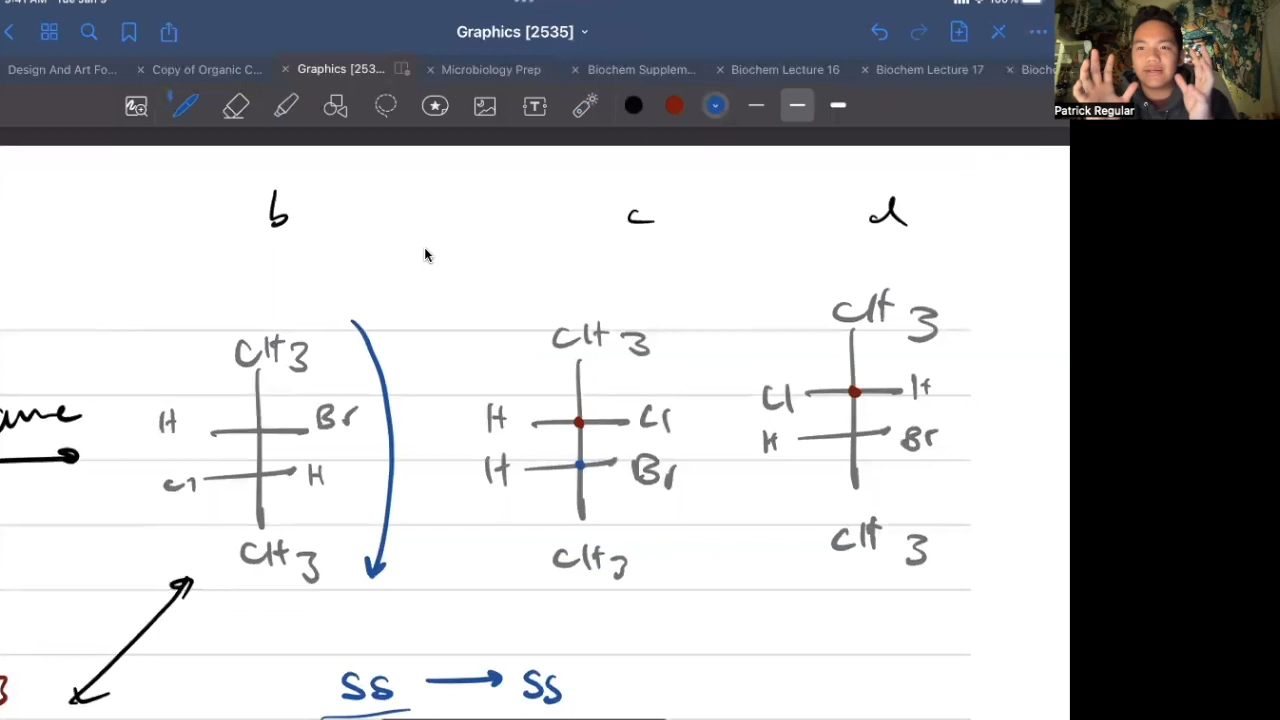 Graphics [2535]
Design And Art Fo...
Copy of Organic C...
Graphics [253...
Microbiology Prep
Biochem Supplem...
Biochem Lecture 16
Biochem Lecture 17
Patrick Regular
b
c
d
CH3
H Br
Cl H
CH3
CH3
H Cl
H Br
CH3
CH3
Cl H
H Br
CH3
SS → SS